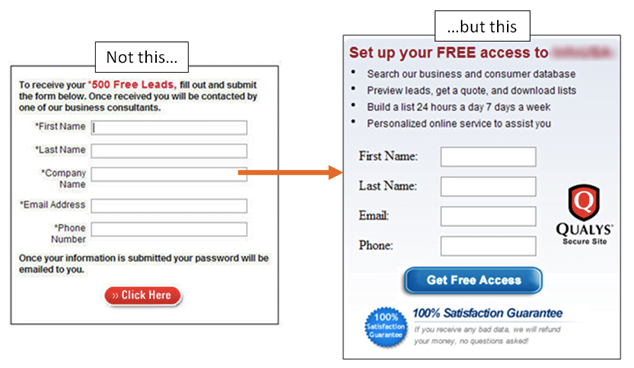 Not this...
To receive your *500 Free Leads, fill out and submit
the form below. Once received you will be contacted by
one of our business consultants.
*First Name
*Last Name
*Company
Name
*Email Address
*Phone
Number
Once your information is submitted your password will be
emailed to you.
» Click Here
...but this
Set up your FREE access to
• Search our business and consumer database
• Preview leads, get a quote, and download lists
• Build a list 24 hours a day 7 days a week
• Personalized online service to assist you
First Name:
Last Name:
Email:
Phone:
Q
QUALYS®
Secure Site
Get Free Access
100%
Satisfaction
Guarantee
100% Satisfaction Guarantee
If you receive any bad data, we will refund
your money, no questions asked!